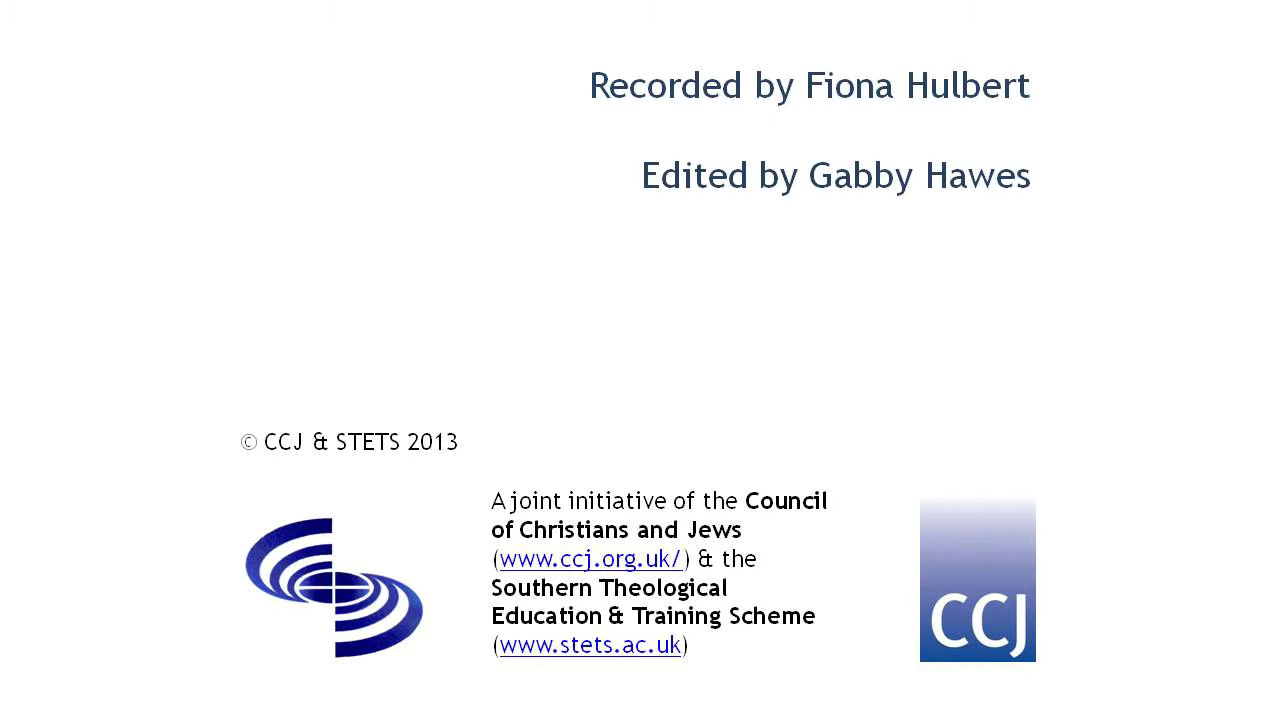 Recorded by Fiona Hulbert
Edited by Gabby Hawes
© CCJ & STETS 2013
A joint initiative of the Council
of Christians and Jews
(www.ccj.org.uk/) & the
Southern Theological
Education & Training Scheme
(www.stets.ac.uk)
CCJ